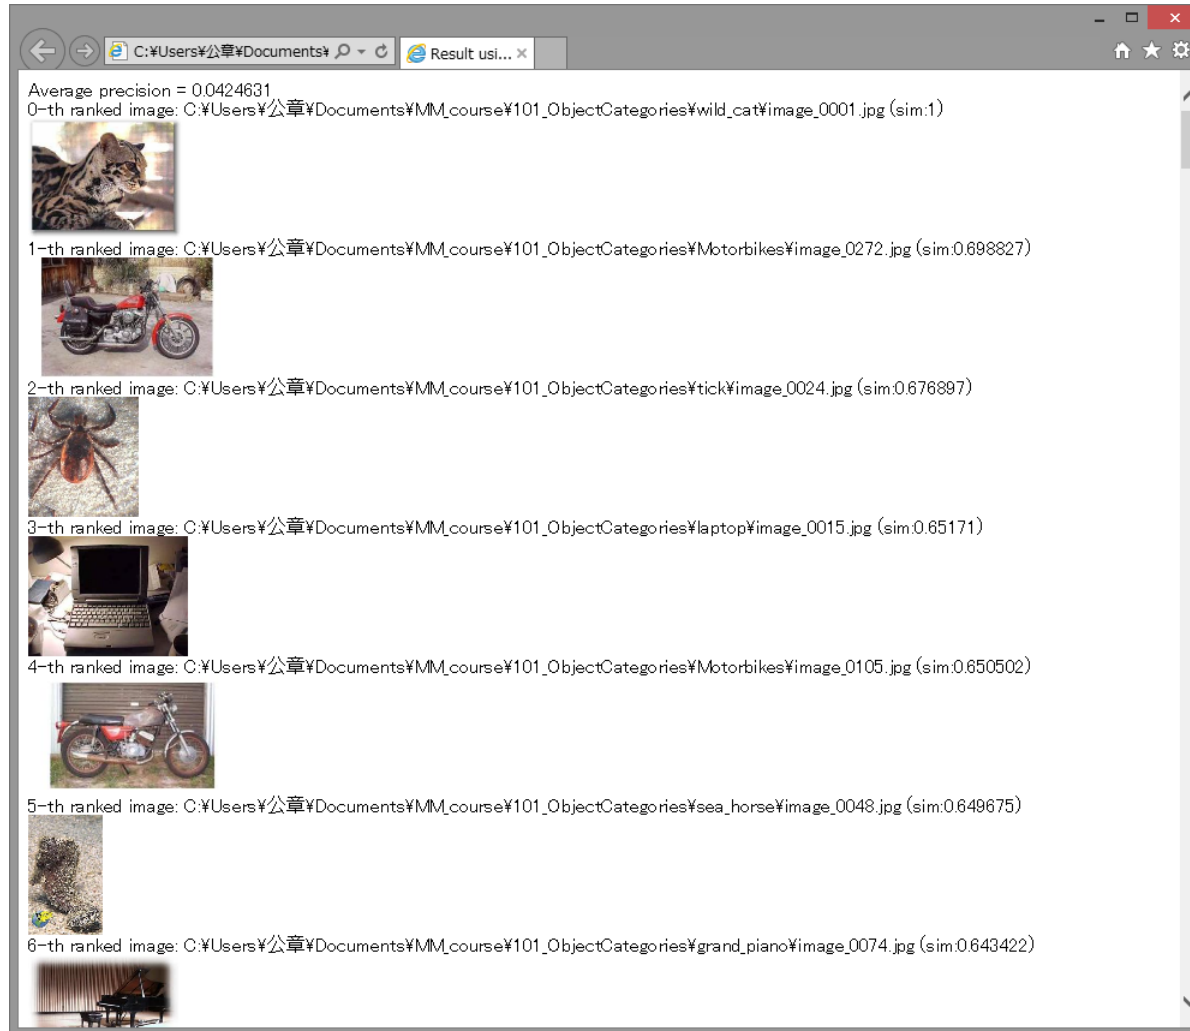 C:¥Users¥公章¥Documents¥
Result usi...
Average precision = 0.0424631
0-th ranked image: C:¥Users¥公章¥Documents¥MM_course¥101_ObjectCategories¥wild_cat¥image_0001.jpg (sim:1)
1-th ranked image: C:¥Users¥公章¥Documents¥MM_course¥101_ObjectCategories¥Motorbikes¥image_0272.jpg (sim:0.698827)
2-th ranked image: C:¥Users¥公章¥Documents¥MM_course¥101_ObjectCategories¥tick¥image_0024.jpg (sim:0.676897)
3-th ranked image: C:¥Users¥公章¥Documents¥MM_course¥101_ObjectCategories¥laptop¥image_0015.jpg (sim:0.65171)
4-th ranked image: C:¥Users¥公章¥Documents¥MM_course¥101_ObjectCategories¥Motorbikes¥image_0105.jpg (sim:0.650502)
5-th ranked image: C:¥Users¥公章¥Documents¥MM_course¥101_ObjectCategories¥sea_horse¥image_0048.jpg (sim:0.649675)
6-th ranked image: C:¥Users¥公章¥Documents¥MM_course¥101_ObjectCategories¥grand_piano¥image_0074.jpg (sim:0.643422)